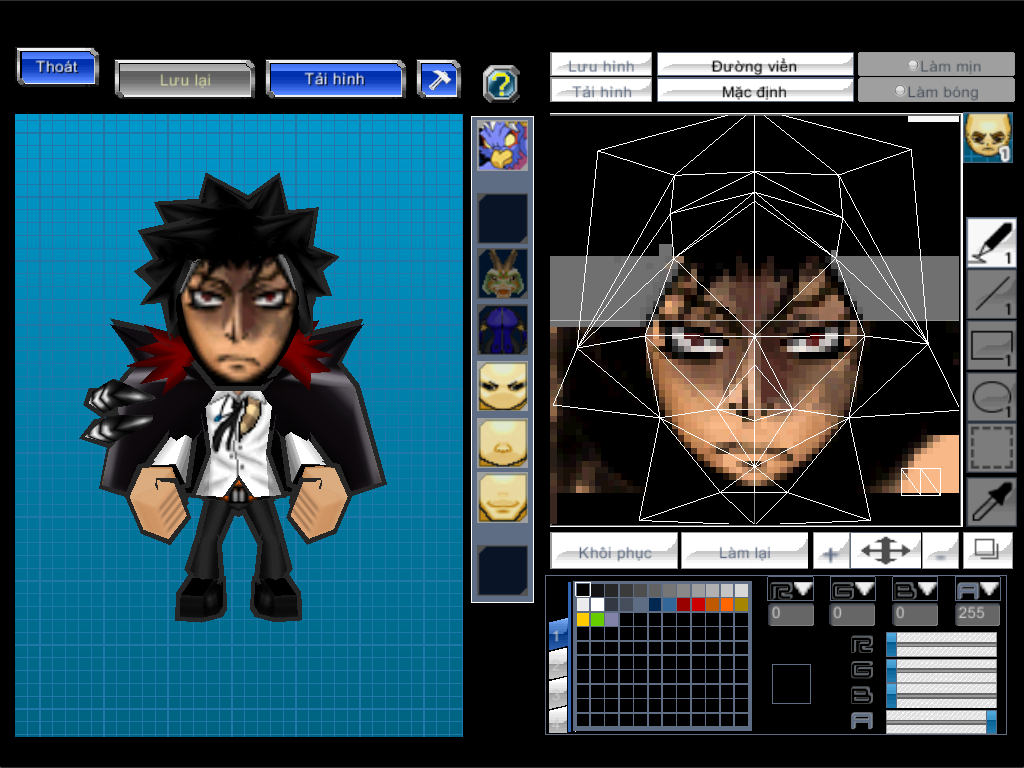 Thoát
Lưu lại
Tải hình
?
Lưu hình
Đường viền
Làm mịn
Tải hình
Mặc định
Làm bóng
1
1
1
1
1
Khôi phục
Làm lại
+
-
1
R
G
B
A
0
0
0
255
R
G
B
A